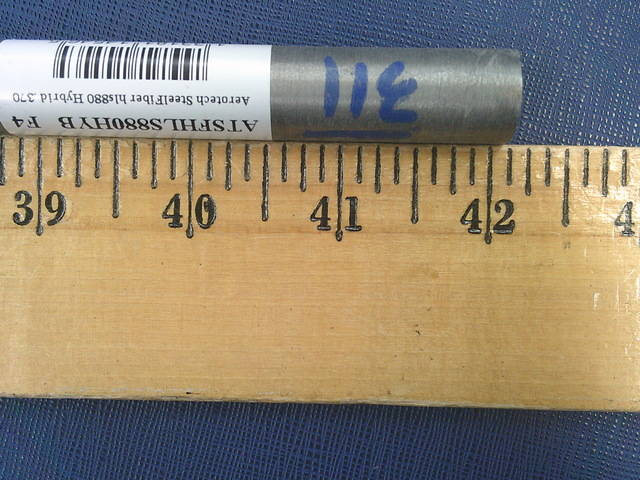 ATSFHLS880HYB F4
Aerotech SteelFiber hls880 Hybrid .370
311
39 40 41 42 4